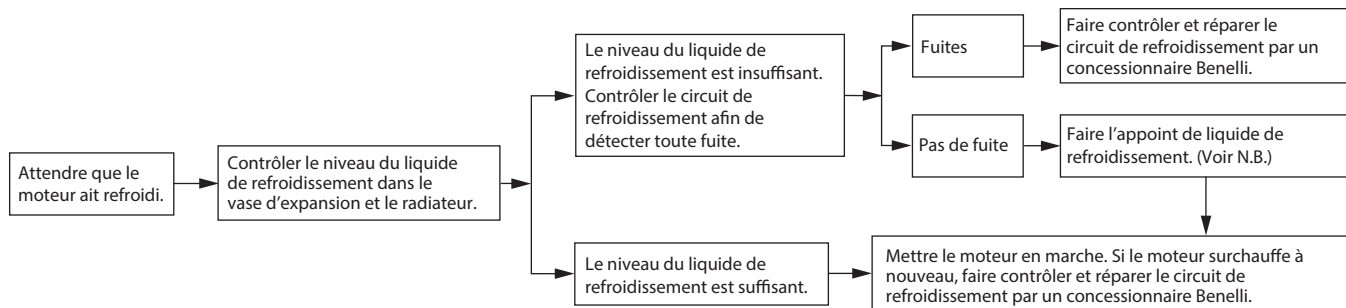 Attendre que le
moteur ait refroidi.
Contrôler le niveau du liquide
de refroidissement dans le
vase d'expansion et le radiateur.
Le niveau du liquide de
refroidissement est insuffisant.
Contrôler le circuit de
refroidissement afin de
détecter toute fuite.
Fuites
Faire contrôler et réparer le
circuit de refroidissement par un
concessionnaire Benelli.
Pas de fuite
Faire l'appoint de liquide de
refroidissement. (Voir N.B.)
Le niveau du liquide de
refroidissement est suffisant.
Mettre le moteur en marche. Si le moteur surchauffe à
nouveau, faire contrôler et réparer le circuit de
refroidissement par un concessionnaire Benelli.